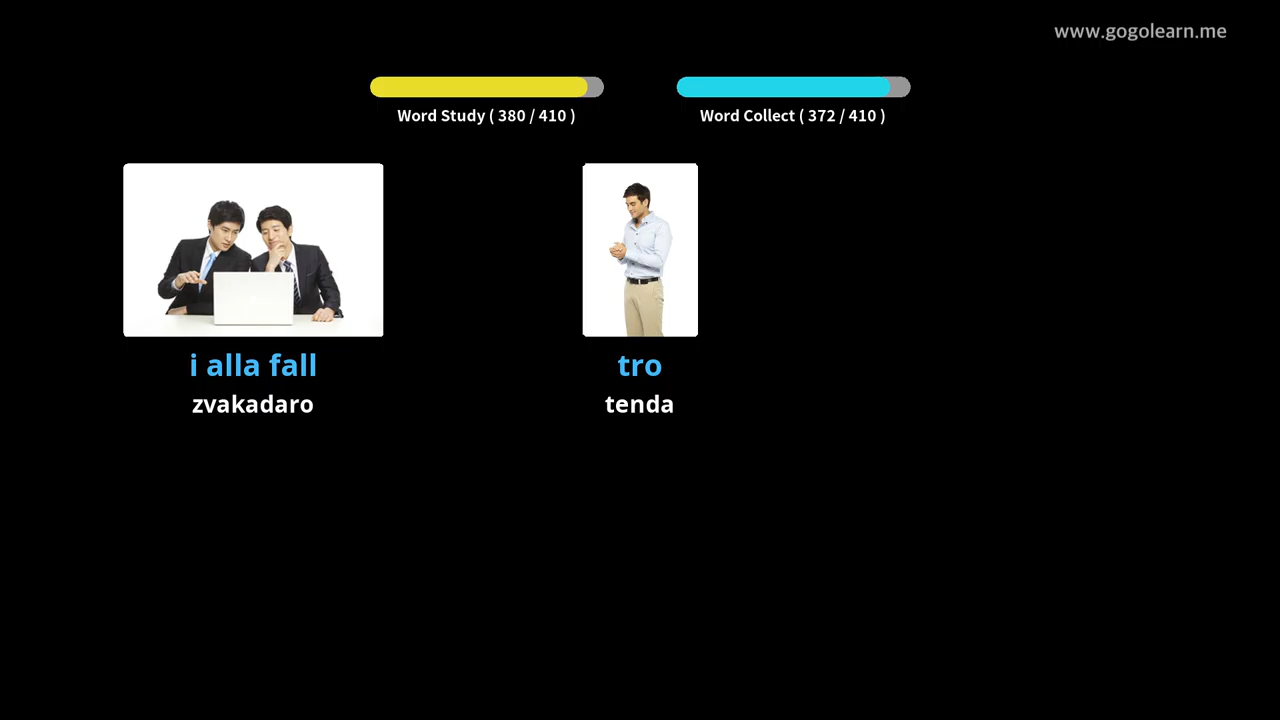 www.gogolearn.me
Word Study ( 380 / 410 )
Word Collect ( 372 / 410 )
i alla fall
zvakadaro
tro
tenda